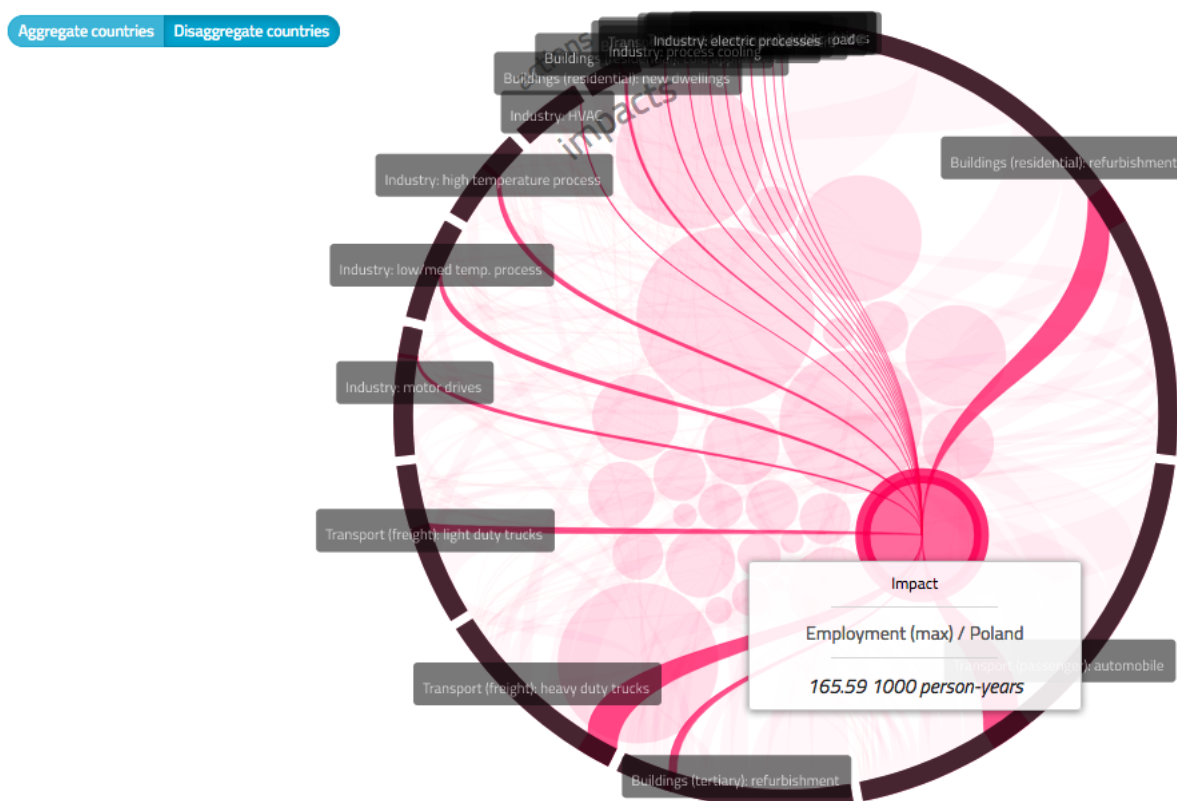 Aggregate countries
Disaggregate countries
Industry: electric processes
Industry: process cooling
Buildings (residential): new dwellings
impacts
Industry: HVAC
Buildings (residential): refurbishment
Industry: high temperature process
Industry: low/med temp. process
Industry: motor drives
Transport (freight): light duty trucks
Impact
Employment (max) / Poland
Transport (passenger): automobile
165.59 1000 person-years
Transport (freight): heavy duty trucks
Buildings (tertiary): refurbishment